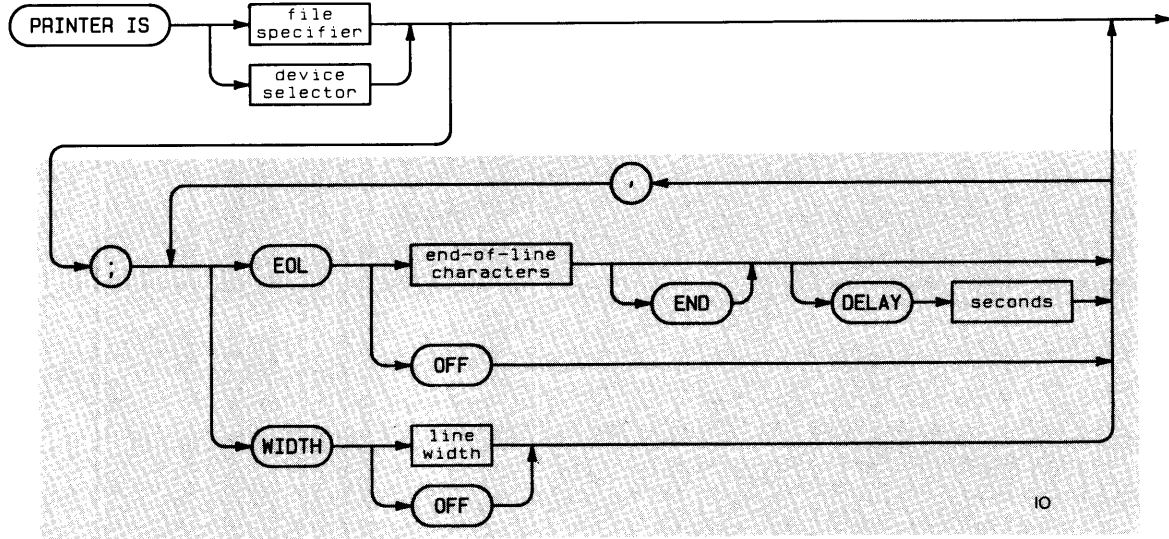 PRINTER IS
file
specifier
device
selector
,
;
EOL
end-of-line
characters
END
DELAY
seconds
OFF
WIDTH
line
width
OFF
IO